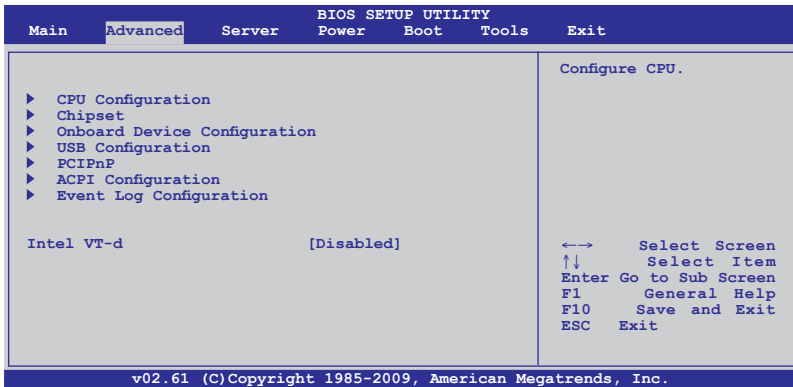 BIOS SETUP UTILITY
Main Advanced Server Power Boot Tools Exit
Configure CPU.
CPU Configuration
Chipset
Onboard Device Configuration
USB Configuration
PCIPnP
ACPI Configuration
Event Log Configuration
Intel VT-d [Disabled]
←→ Select Screen
↑↓ Select Item
Enter Go to Sub Screen
F1 General Help
F10 Save and Exit
ESC Exit
v02.61 (C)Copyright 1985-2009, American Megatrends, Inc.